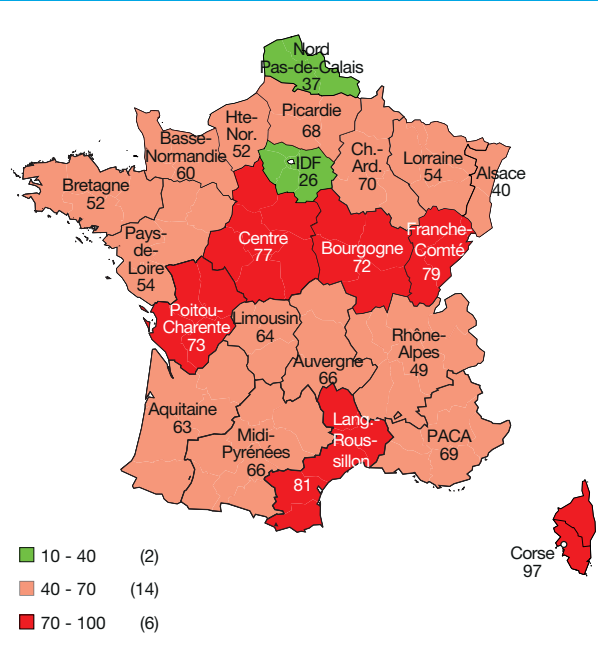 Nord
Pas-de-Calais
37
Picardie
68
Hte-
Nor.
52
Basse-
Normandie
60
IDF
26
Ch.-
Ard.
70
Lorraine
54
Alsace
40
Bretagne
52
Pays-
de-
Loire
54
Centre
77
Bourgogne
72
Franche-
Comté
79
Poitou-
Charente
73
Limousin
64
Auvergne
66
Rhône-
Alpes
49
Aquitaine
63
Midi-
Pyrénées
66
Lang.-
Rous-
sillon
81
PACA
69
Corse
97
10 - 40 (2)
40 - 70 (14)
70 - 100 (6)